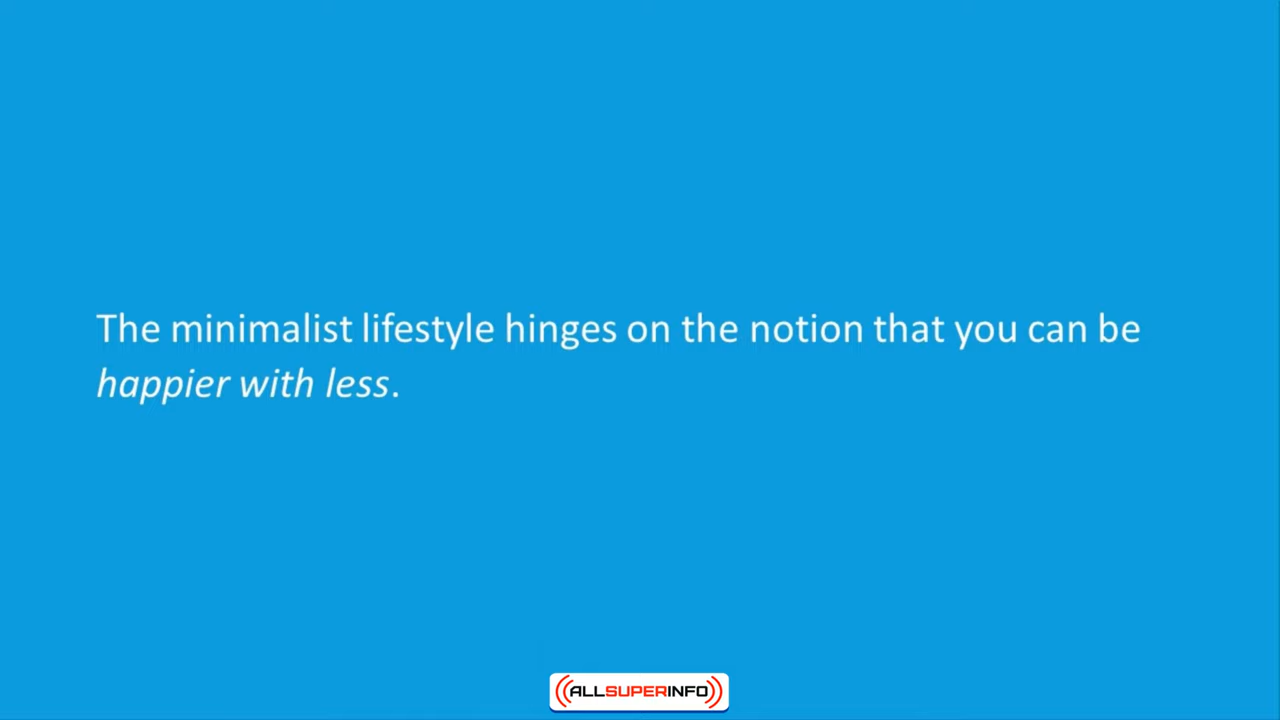 The minimalist lifestyle hinges on the notion that you can be
happier with less.
ALLSUPERINFO